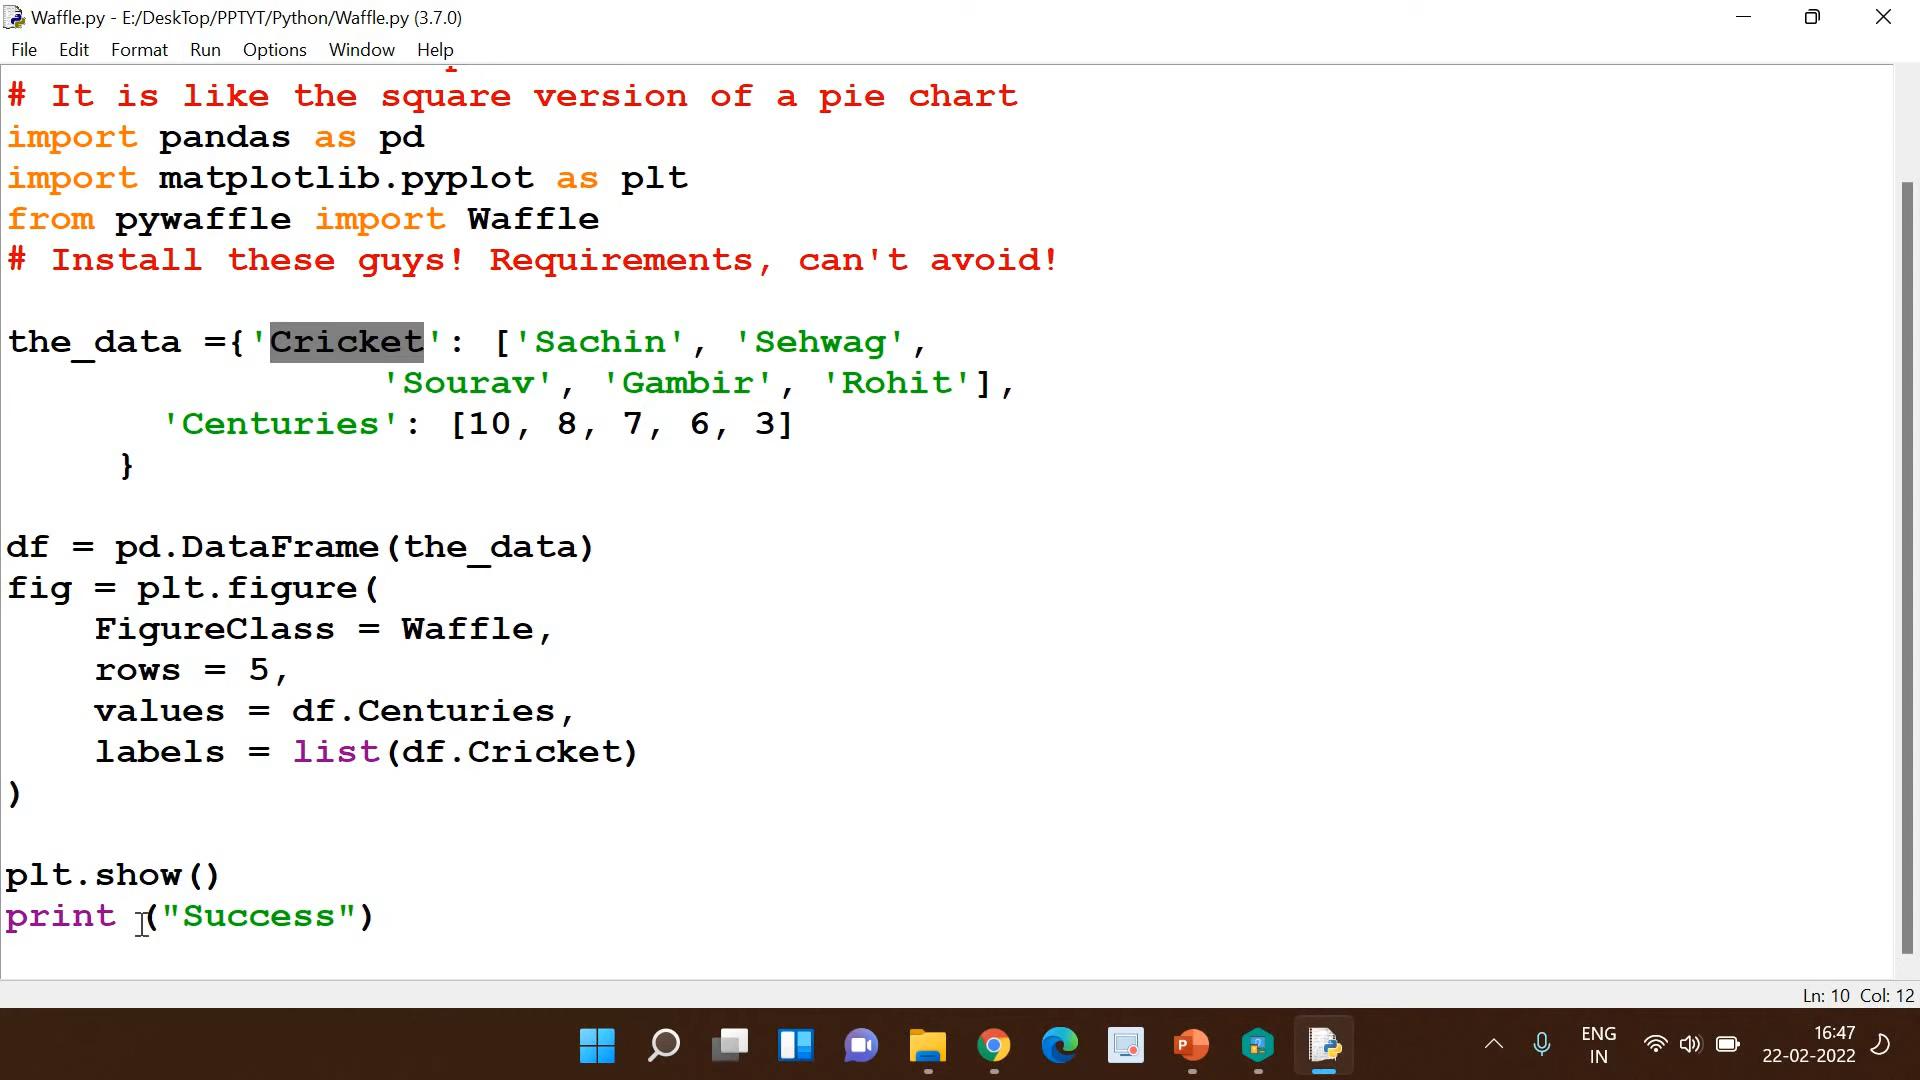 Waffle.py - E:/DeskTop/PPTYT/Python/Waffle.py (3.7.0)
File Edit Format Run Options Window Help
# It is like the square version of a pie chart
import pandas as pd
import matplotlib.pyplot as plt
from pywaffle import Waffle
# Install these guys! Requirements, can't avoid!
the_data ={'Cricket': ['Sachin', 'Sehwag',
'Sourav', 'Gambir', 'Rohit'],
'Centuries': [10, 8, 7, 6, 3]
}
df = pd.DataFrame(the_data)
fig = plt.figure(
FigureClass = Waffle,
rows = 5,
values = df.Centuries,
labels = list(df.Cricket)
)
plt.show()
print ("Success")
Ln: 10 Col: 12
ENG
IN
16:47
22-02-2022